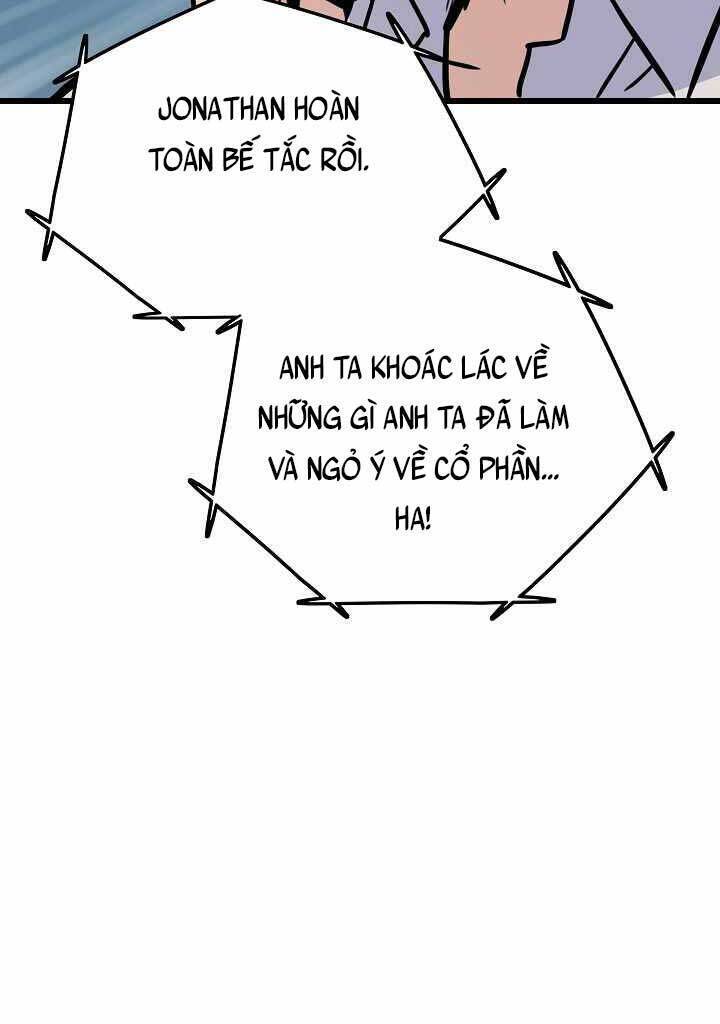 JONATHAN HOÀN
TOÀN BẾ TẮC RỒI.
ANH TA KHOÁC LÁC VỀ
NHỮNG GÌ ANH TA ĐÃ LÀM
VÀ NGỎ Ý VỀ CỔ PHẦN...
HA!